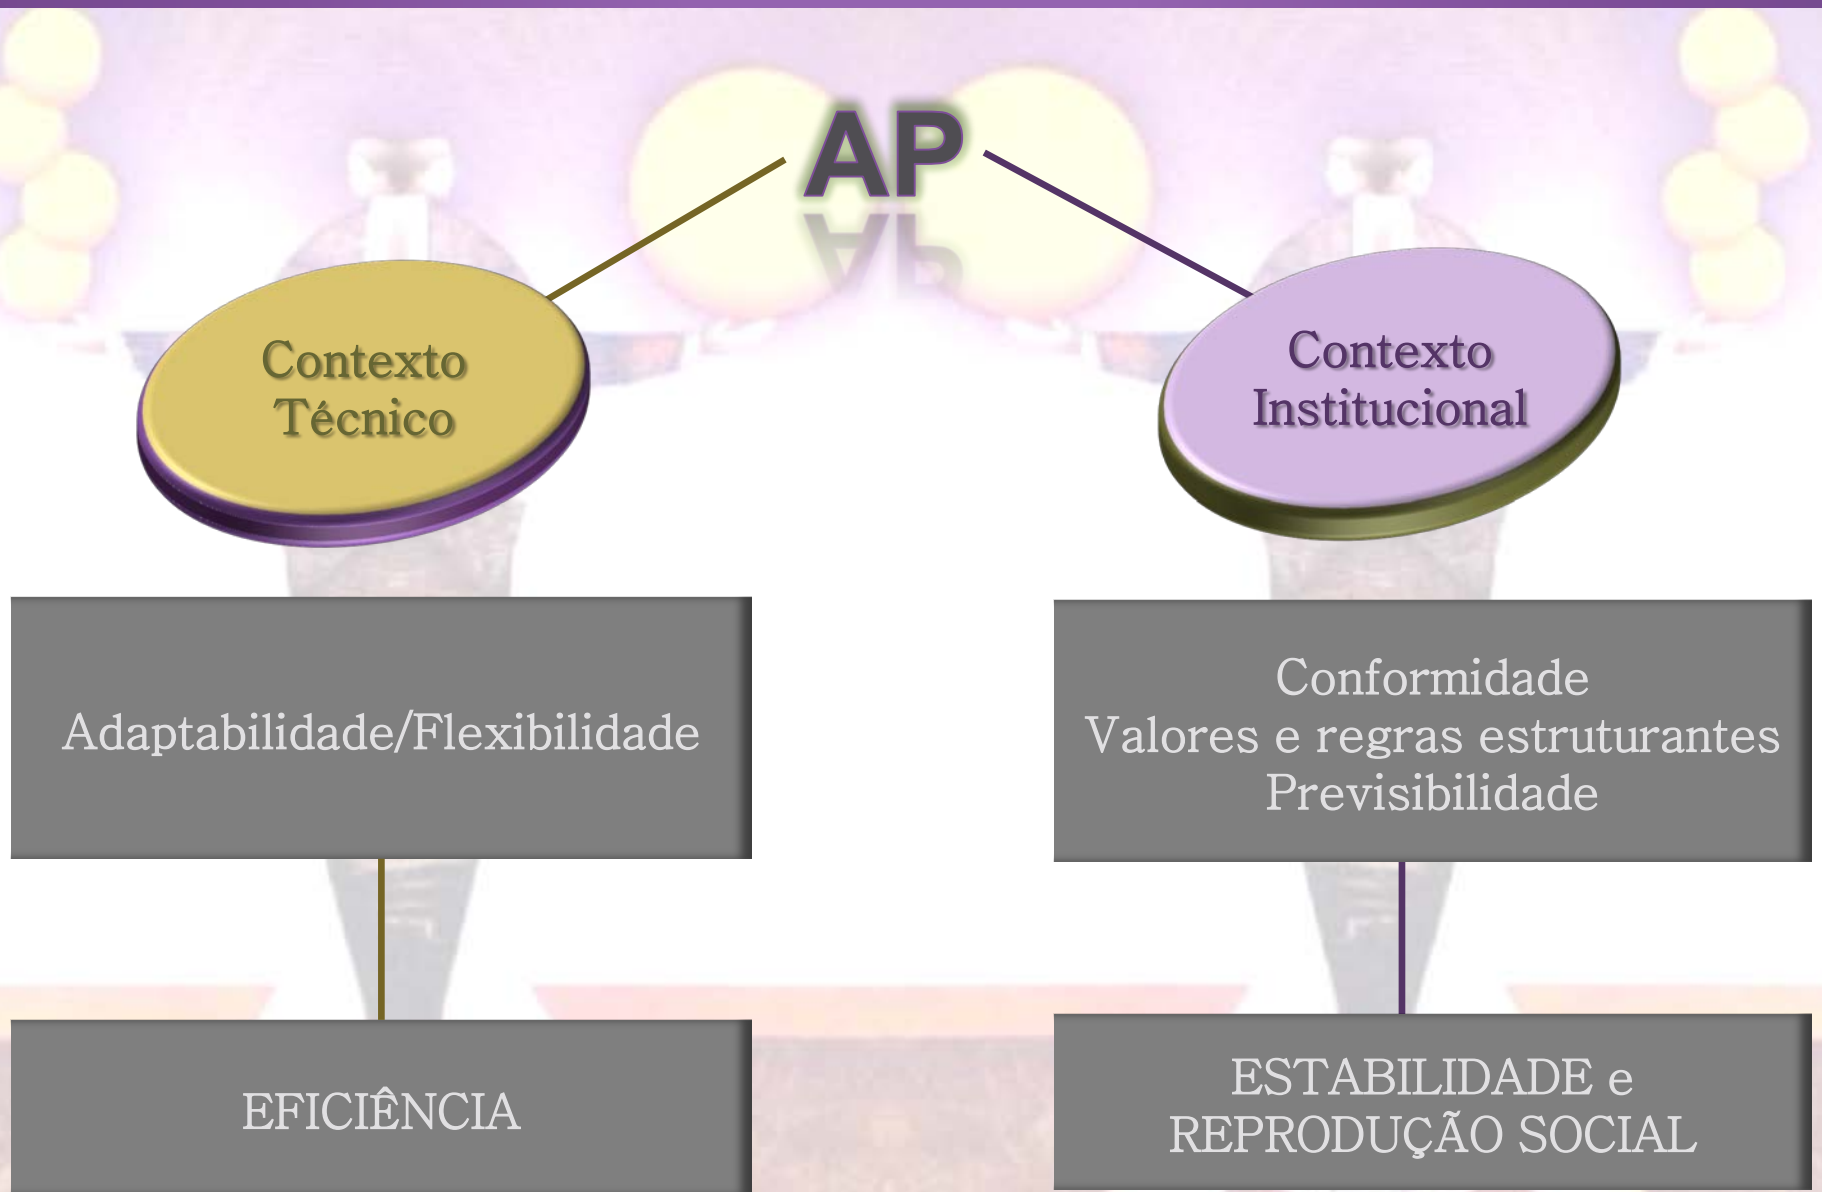 AP
Contexto
Técnico
Contexto
Institucional
Adaptabilidade/Flexibilidade
Conformidade
Valores e regras estruturantes
Previsibilidade
EFICIÊNCIA
ESTABILIDADE e
REPRODUÇÃO SOCIAL